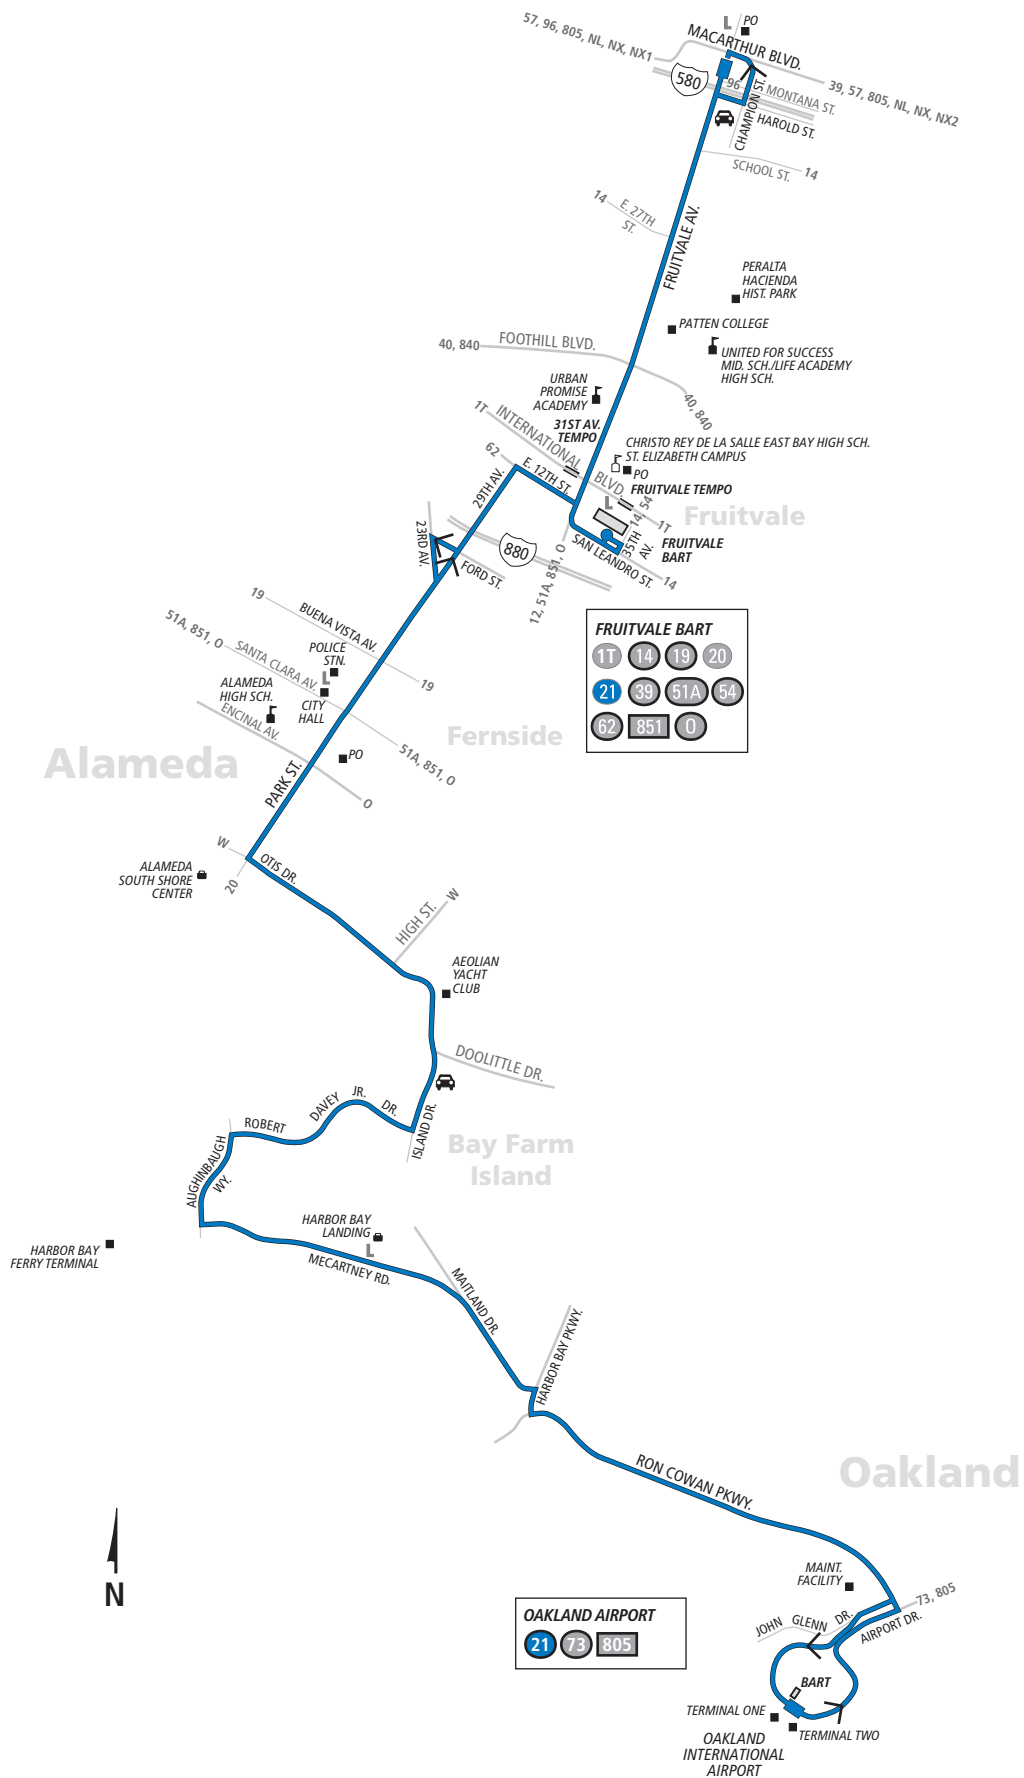 PO
57, 96, 805, NL, NX, NX1
MACARTHUR BLVD.
580
96
MONTANA ST.
39, 57, 805, NL, NX, NX2
CHAMPION ST.
HAROLD ST.
SCHOOL ST.
14
14
E. 27TH
ST.
FRUITVALE AV.
PERALTA
HACIENDA
HIST. PARK
PATTEN COLLEGE
UNITED FOR SUCCESS
MID. SCH./LIFE ACADEMY
HIGH SCH.
40, 840
FOOTHILL BLVD.
40, 840
URBAN
PROMISE
ACADEMY
1T
INTERNATIONAL
BLVD.
31ST AV.
TEMPO
CHRISTO REY DE LA SALLE EAST BAY HIGH SCH.
ST. ELIZABETH CAMPUS
PO
62
E. 12TH ST.
29TH AV.
FRUITVALE TEMPO
14, 54
1T
Fruitvale
35TH
AV.
FRUITVALE
BART
SAN LEANDRO ST.
14
23RD AV.
880
FORD ST.
12, 51A, 851, O
19
BUENA VISTA AV.
19
51A, 851, O
SANTA CLARA AV.
51A, 851, O
POLICE
STN.
ALAMEDA
HIGH SCH.
CITY
HALL
ENCINAL AV.
O
FRUITVALE BART
1T 14 19 20
21 39 51A 54
62 851 O
Fernside
Alameda
PO
PARK ST.
W
20
OTIS DR.
ALAMEDA
SOUTH SHORE
CENTER
HIGH ST.
W
AEOLIAN
YACHT
CLUB
DOOLITTLE DR.
ISLAND DR.
ROBERT DAVEY JR. DR.
Bay Farm
Island
AUGHINBAUGH
WY.
HARBOR BAY
FERRY TERMINAL
HARBOR BAY
LANDING
MECARTNEY RD.
MAITLAND DR.
HARBOR BAY PKWY.
RON COWAN PKWY.
Oakland
N
MAINT.
FACILITY
73, 805
JOHN GLENN DR.
AIRPORT DR.
OAKLAND AIRPORT
21 73 805
BART
TERMINAL ONE
TERMINAL TWO
OAKLAND
INTERNATIONAL
AIRPORT